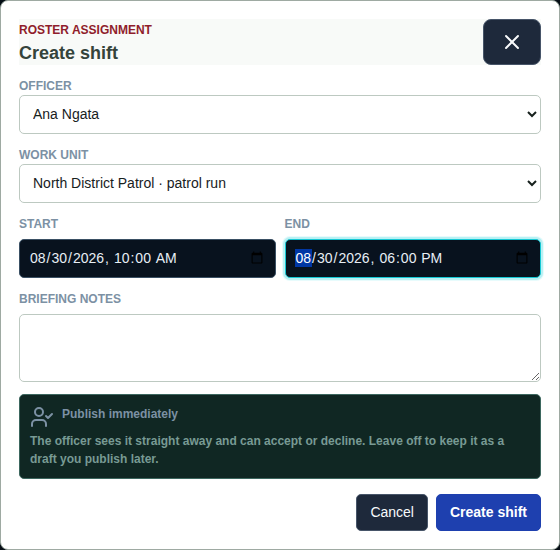 ROSTER ASSIGNMENT
Create shift
OFFICER
Ana Ngata
WORK UNIT
North District Patrol · patrol run
START
END
08/30/2026, 10:00 AM
08/30/2026, 06:00 PM
BRIEFING NOTES
Publish immediately
The officer sees it straight away and can accept or decline. Leave off to keep it as a
draft you publish later.
Cancel
Create shift